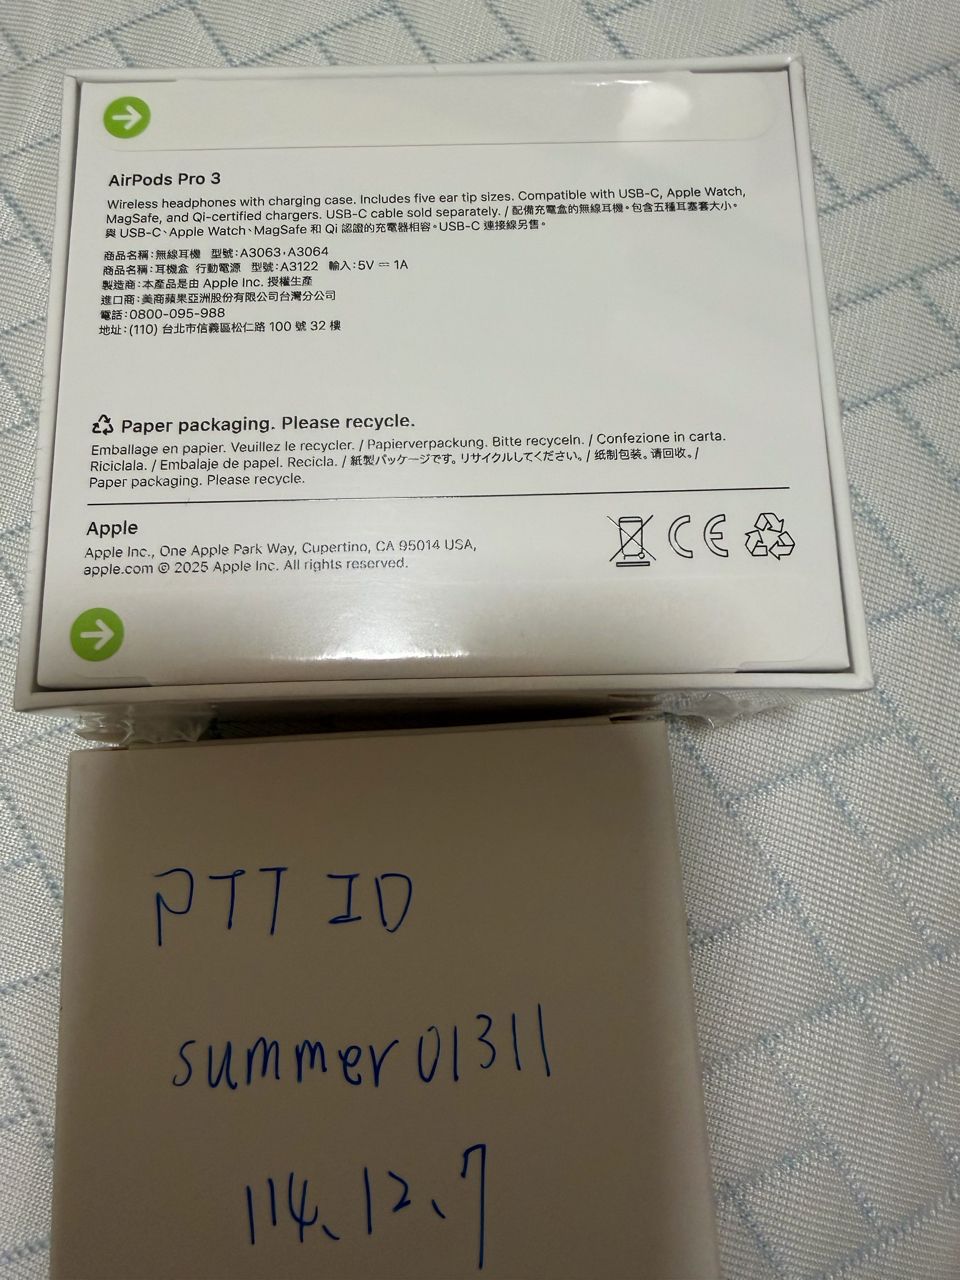 AirPods Pro 3
Wireless headphones with charging case. Includes five ear tip sizes. Compatible with USB-C, Apple Watch,
MagSafe, and Qi-certified chargers. USB-C cable sold separately. / 配備充電盒的無線耳機。包含五種耳塞套大小。
與 USB-C、Apple Watch、MagSafe 和 Qi 認證的充電器相容。USB-C 連接線另售。
商品名稱:無線耳機 型號:A3063、A3064
商品名稱:耳機盒 行動電源 型號:A3122 輸入:5V ⎓ 1A
製造商:本產品是由 Apple Inc. 授權生產
進口商:美商蘋果亞洲股份有限公司台灣分公司
電話:0800-095-988
地址:(110) 台北市信義區松仁路 100 號 32 樓
Paper packaging. Please recycle.
Emballage en papier. Veuillez le recycler. / Papierverpackung. Bitte recyceln. / Confezione in carta.
Riciclala. / Embalaje de papel. Recicla. / 紙製パッケージです。リサイクルしてください。/ 纸制包装。请回收。/
Paper packaging. Please recycle.
Apple
Apple Inc., One Apple Park Way, Cupertino, CA 95014 USA,
apple.com © 2025 Apple Inc. All rights reserved.
CE
PTT ID
summer01311
114、12、7